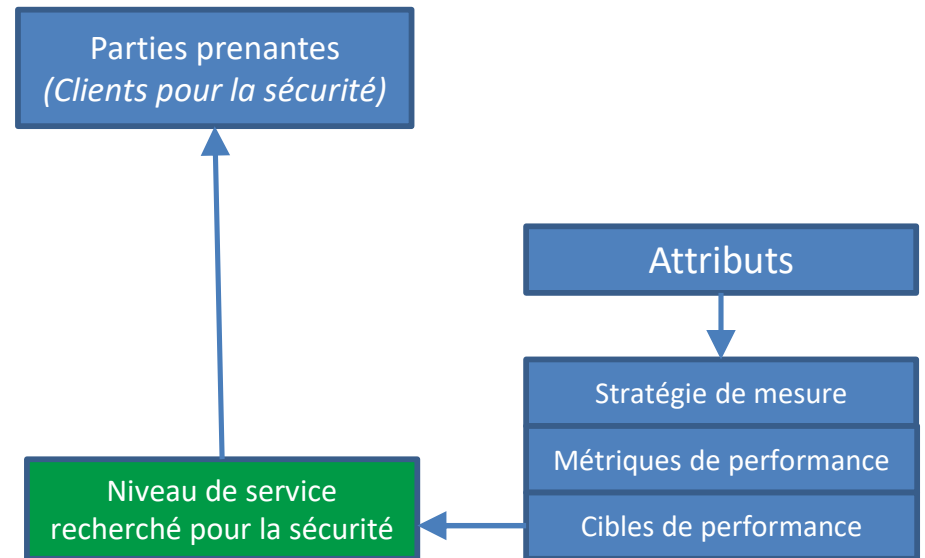 Parties prenantes
(Clients pour la sécurité)
Attributs
Stratégie de mesure
Métriques de performance
Cibles de performance
Niveau de service
recherché pour la sécurité